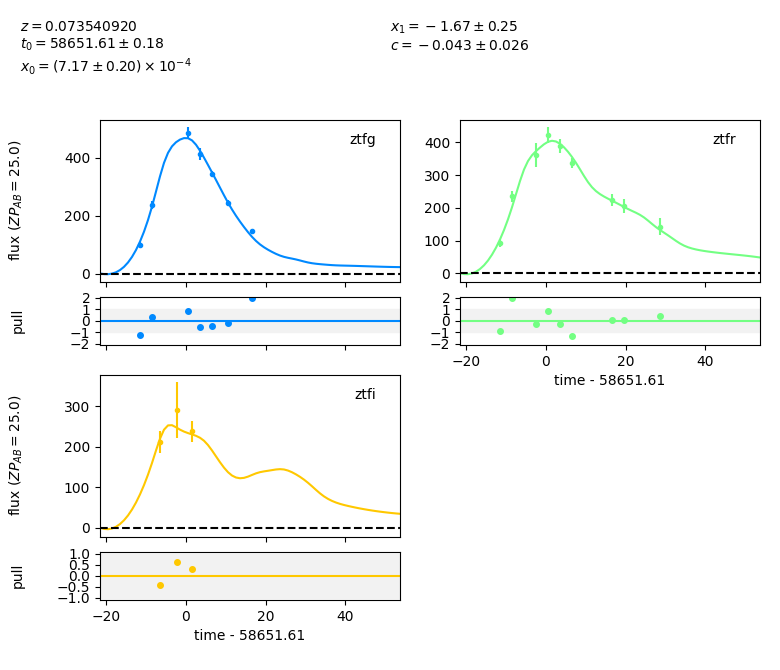 z = 0.073540920
t₀ = 58651.61 ± 0.18
x₀ = (7.17 ± 0.20) × 10⁻⁴
x₁ = −1.67 ± 0.25
c = −0.043 ± 0.026
flux (ZP_AB = 25.0)
400
200
0
ztfg
400
300
200
100
0
ztfr
pull
2
1
0
−1
−2
2
1
0
−1
−2
−20 0 20 40
time - 58651.61
flux (ZP_AB = 25.0)
300
200
100
0
ztfi
pull
1.0
0.5
0.0
−0.5
−1.0
−20 0 20 40
time - 58651.61